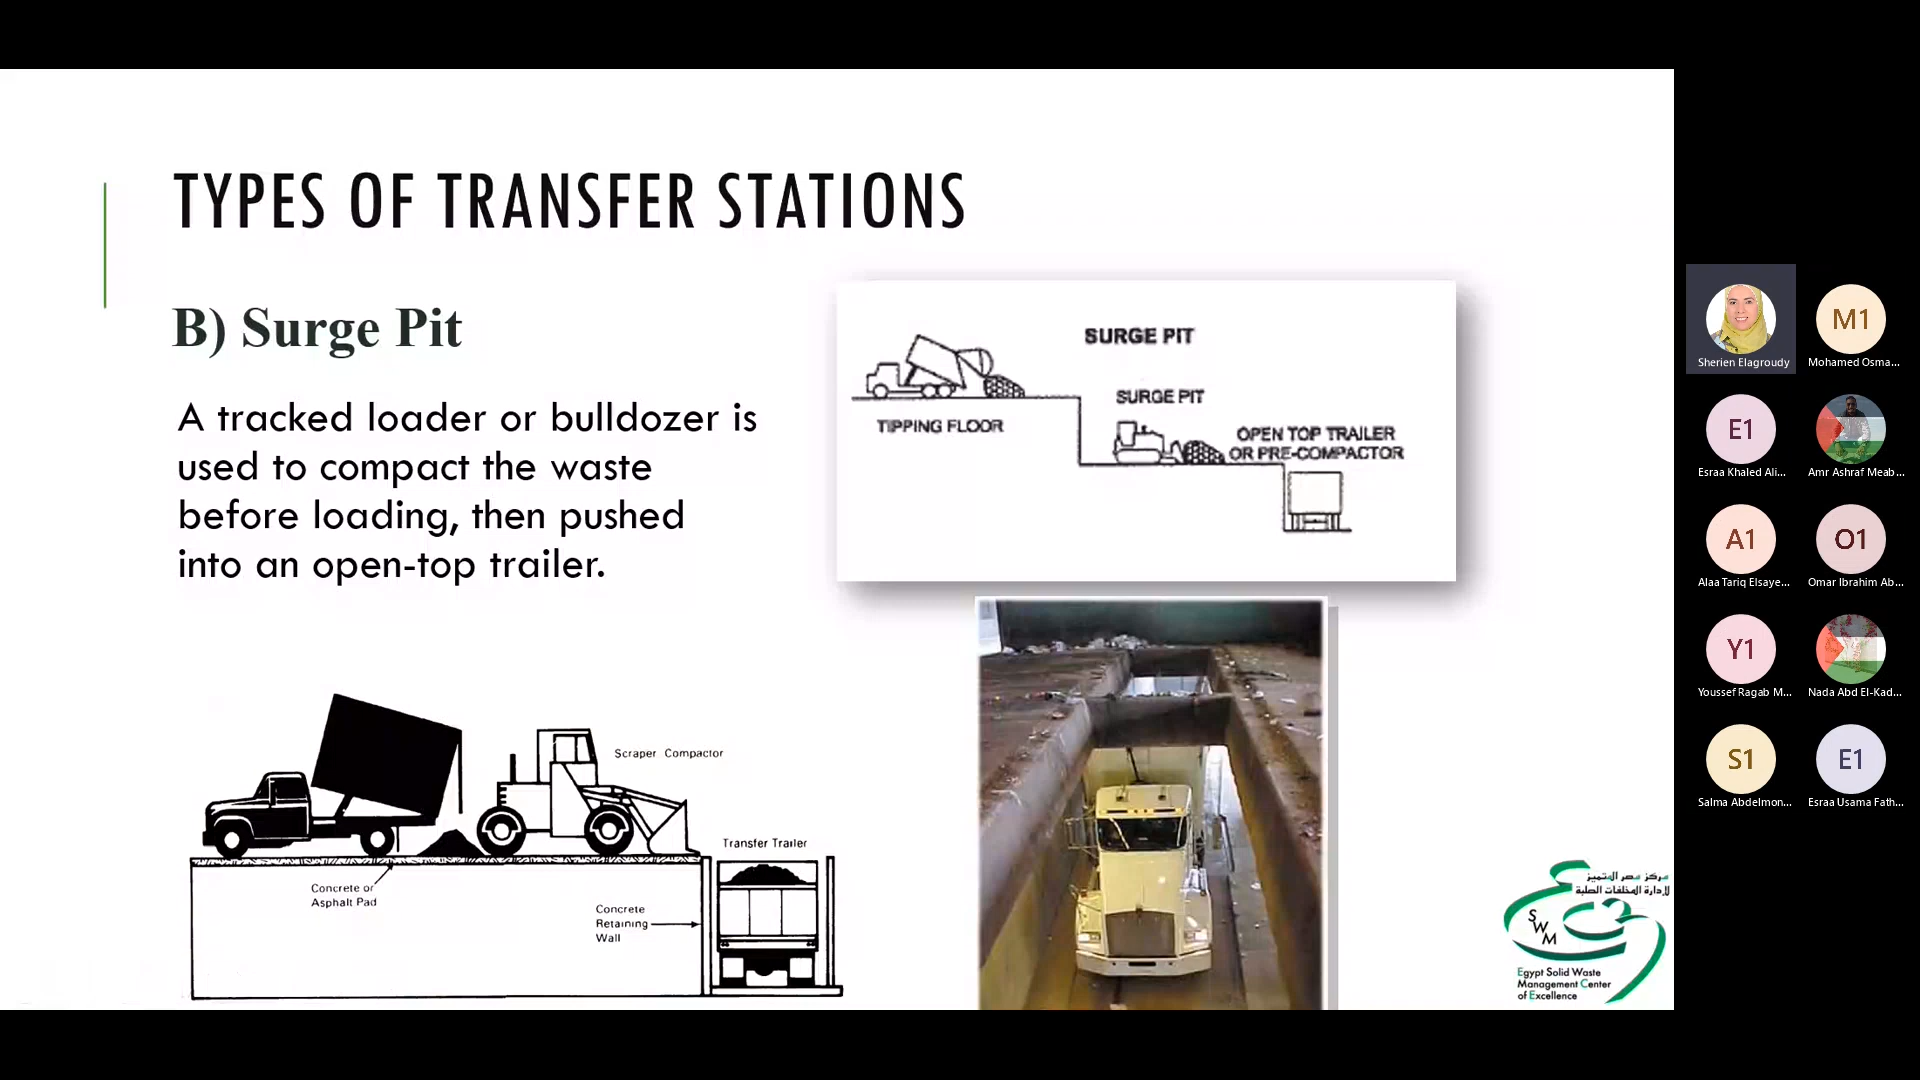 TYPES OF TRANSFER STATIONS
B) Surge Pit
A tracked loader or bulldozer is
used to compact the waste
before loading, then pushed
into an open-top trailer.
SURGE PIT
SURGE PIT
TIPPING FLOOR
OPEN TOP TRAILER
OR PRE-COMPACTOR
Scraper Compactor
Transfer Trailer
Concrete or
Asphalt Pad
Concrete
Retaining
Wall
مركز مصر المتميز
لإدارة المخلفات الصلبة
SWM
Egypt Solid Waste
Management Center
of Excellence
Sherien Elagroudy
M1
Mohamed Osma...
E1
Esraa Khaled Ali...
Amr Ashraf Meab...
A1
Alaa Tariq Elsaye...
O1
Omar Ibrahim Ab...
Y1
Youssef Ragab M...
Nada Abd El-Kad...
S1
Salma Abdelmon...
E1
Esraa Usama Fath...